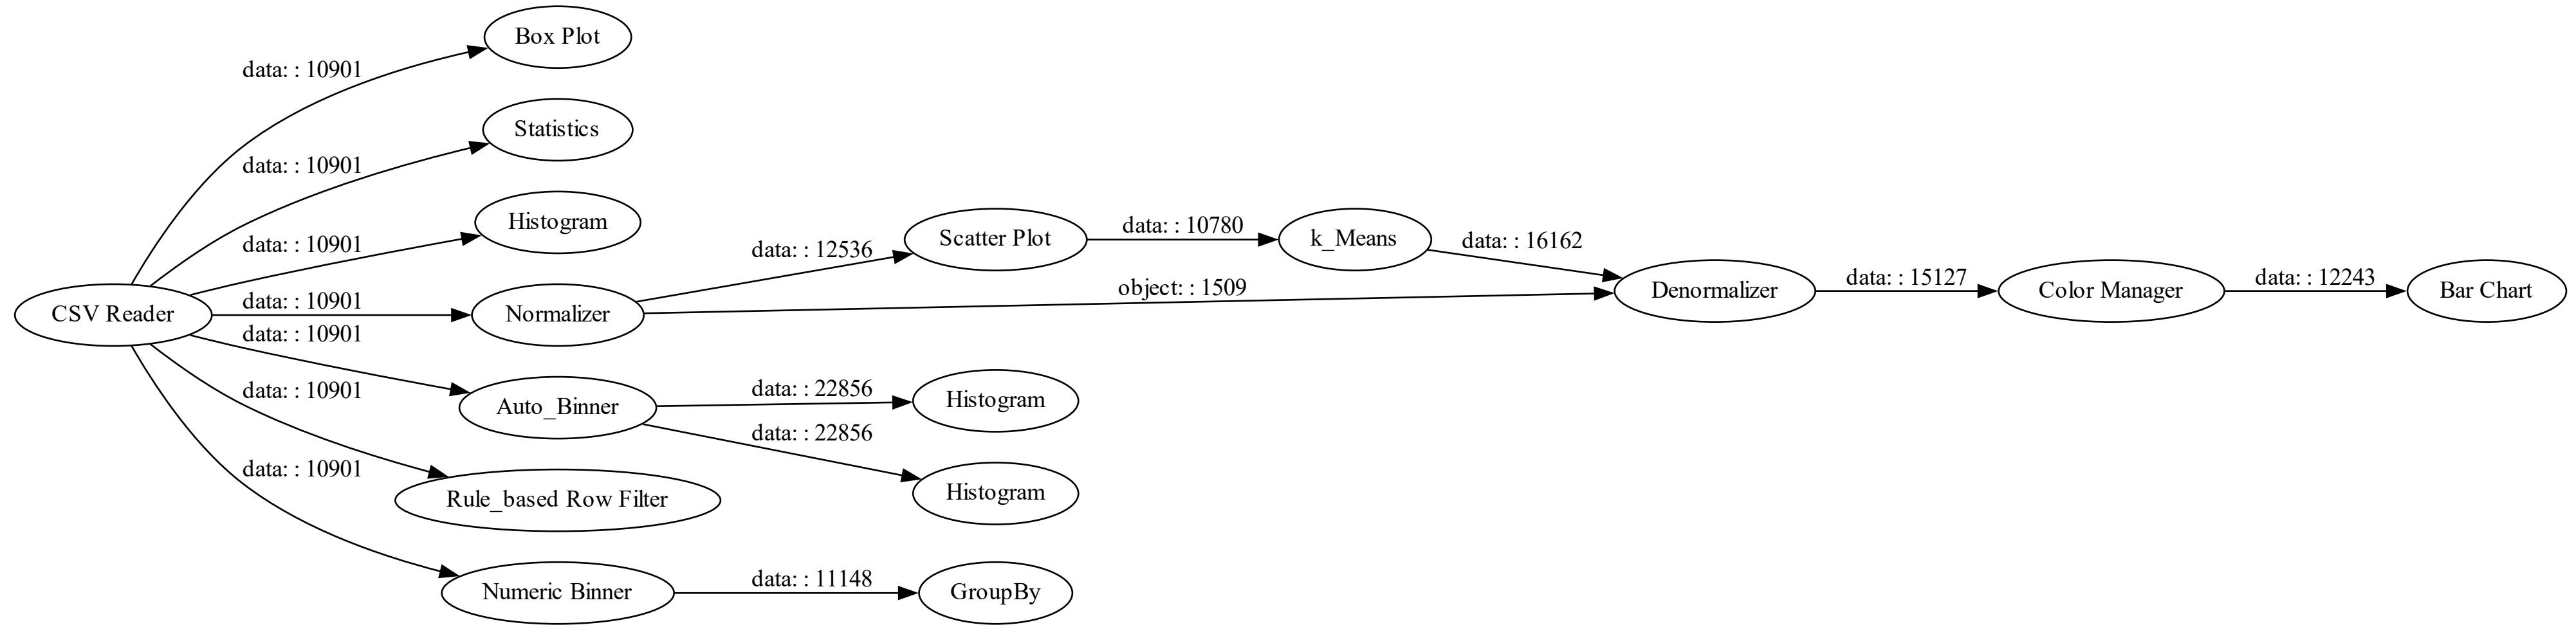 Box Plot
data: : 10901
Statistics
data: : 10901
Histogram
data: : 10901
Scatter Plot
data: : 10780
k_Means
data: : 16162
data: : 12536
CSV Reader
data: : 10901
Normalizer
object: : 1509
Denormalizer
data: : 15127
Color Manager
data: : 12243
Bar Chart
data: : 10901
Auto_Binner
data: : 22856
Histogram
data: : 22856
Histogram
data: : 10901
Rule_based Row Filter
data: : 10901
Numeric Binner
data: : 11148
GroupBy